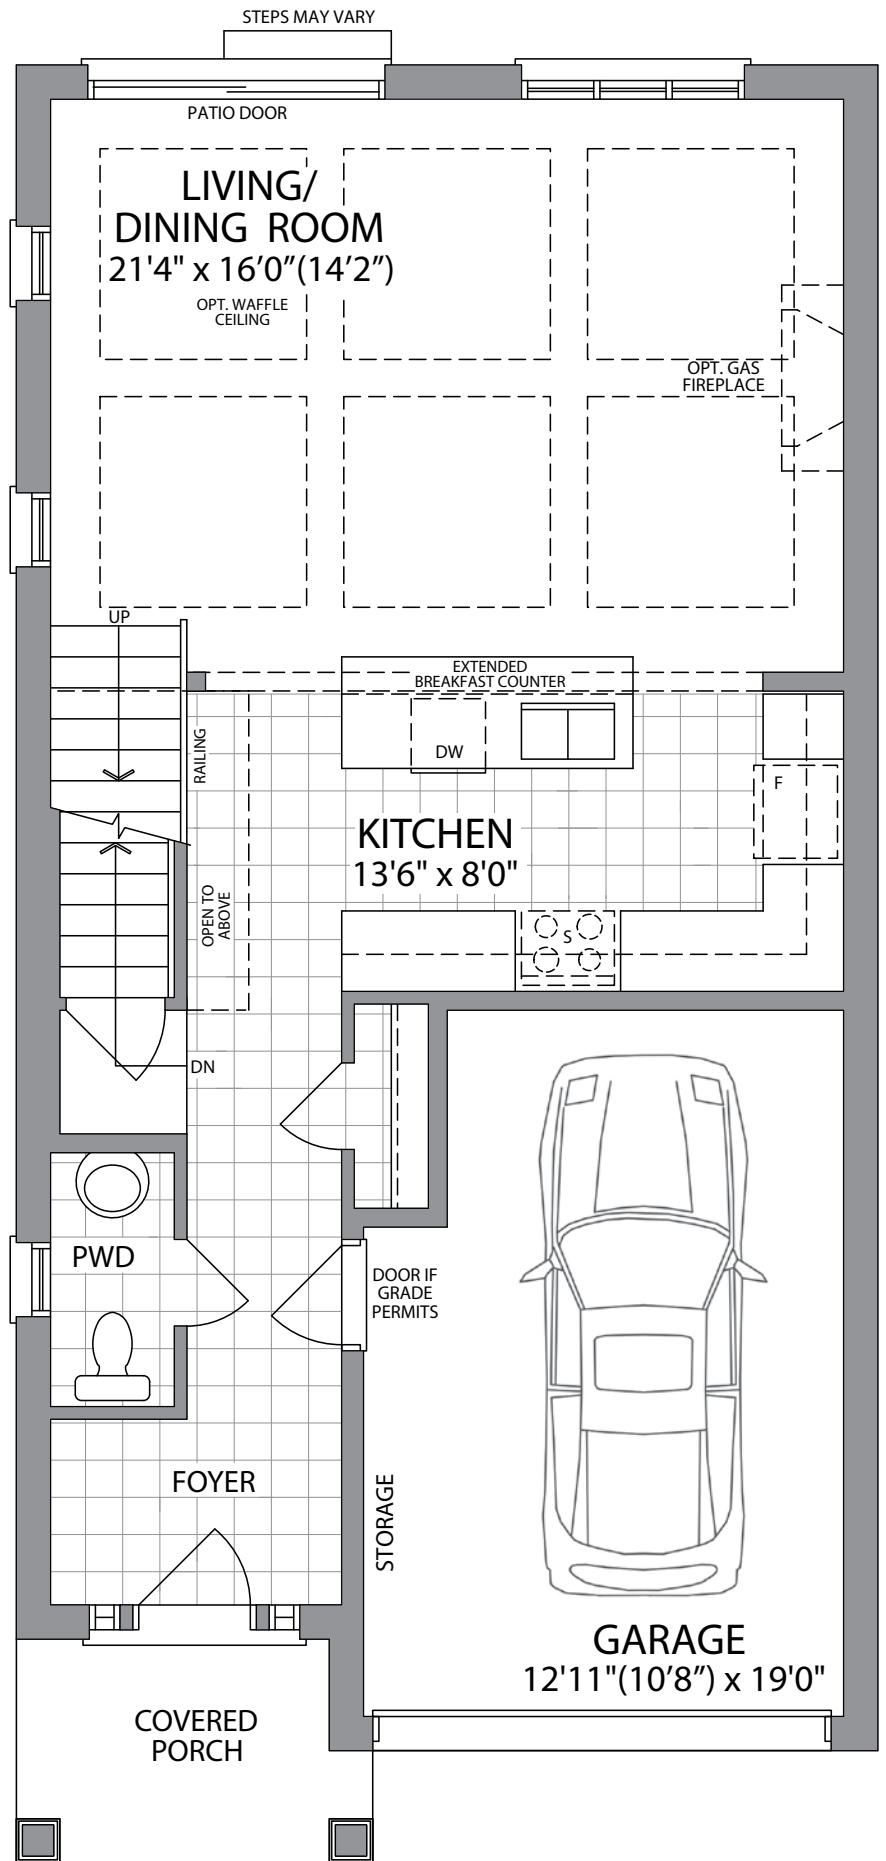 STEPS MAY VARY
PATIO DOOR
LIVING/
DINING ROOM
21'4" x 16'0"(14'2")
OPT. WAFFLE
CEILING
OPT. GAS
FIREPLACE
UP
EXTENDED
BREAKFAST COUNTER
RAILING
DW
F
KITCHEN
13'6" x 8'0"
OPEN TO
ABOVE
S
DN
PWD
DOOR IF
GRADE
PERMITS
FOYER
STORAGE
GARAGE
12'11"(10'8") x 19'0"
COVERED
PORCH